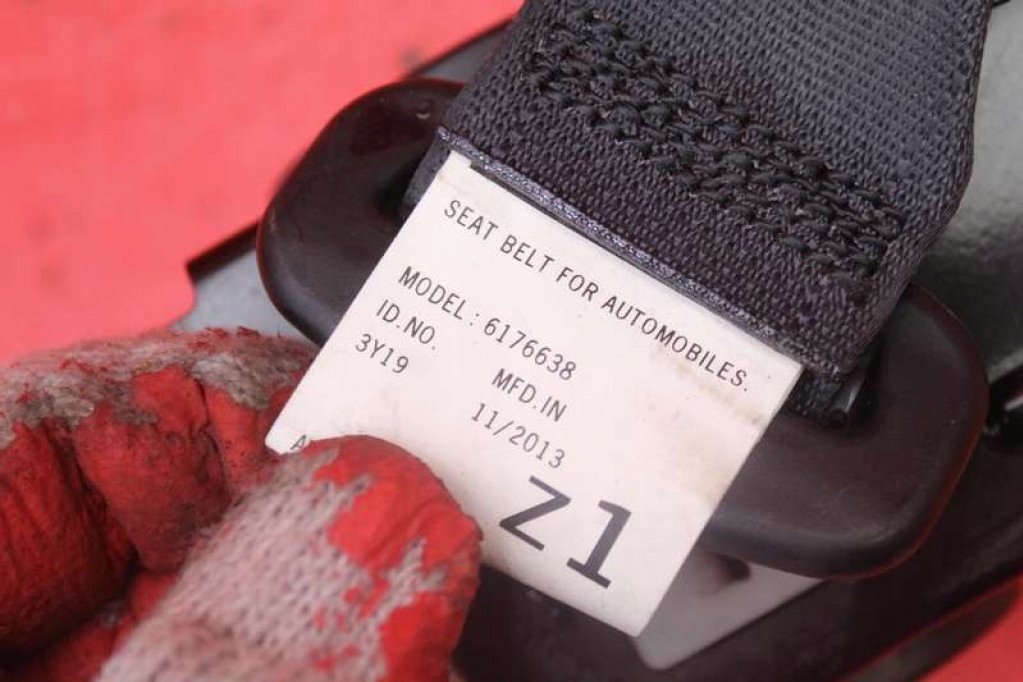 SEAT BELT FOR AUTOMOBILES.
MODEL: 6176638
ID.NO. MFD.IN
3Y19 11/2013
Z1